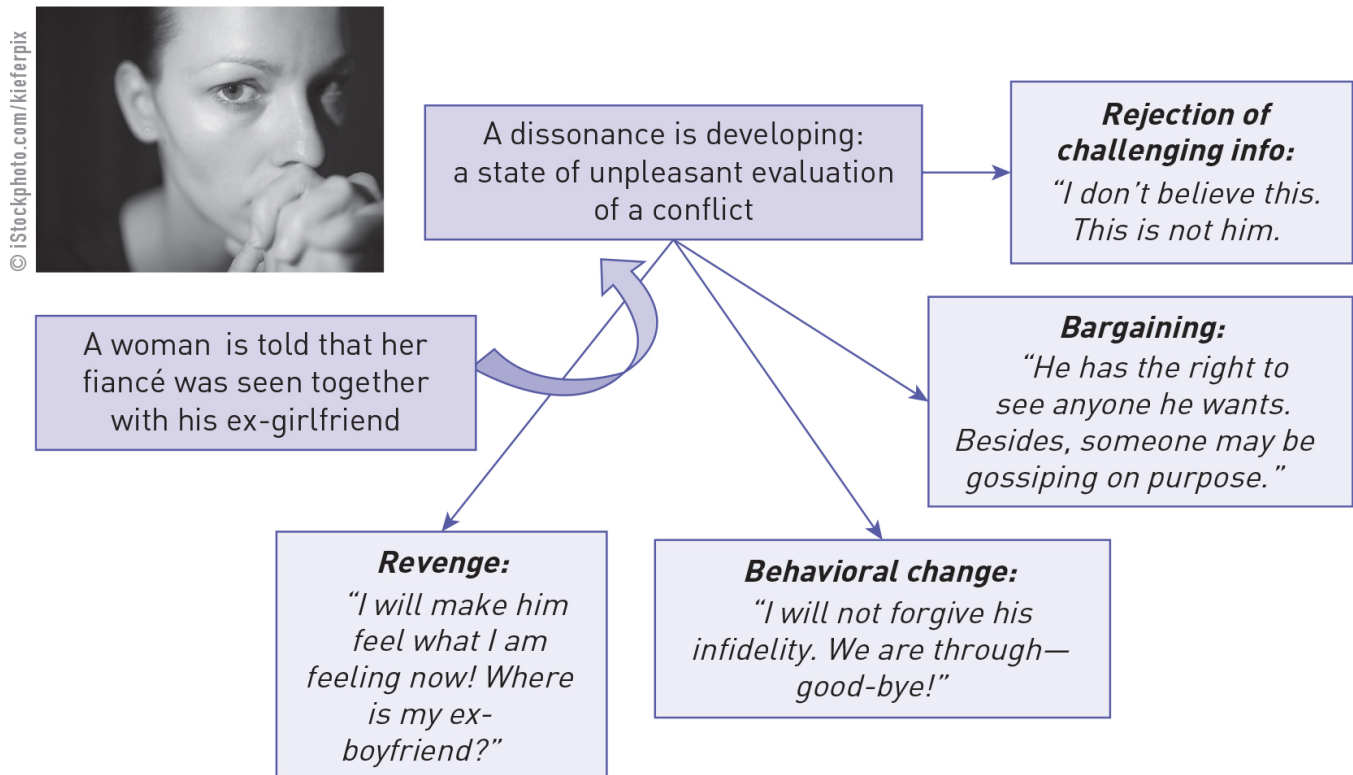 © iStockphoto.com/kieferpix
A dissonance is developing:
a state of unpleasant evaluation
of a conflict
Rejection of
challenging info:
“I don’t believe this.
This is not him.
A woman is told that her
fiancé was seen together
with his ex-girlfriend
Bargaining:
“He has the right to
see anyone he wants.
Besides, someone may be
gossiping on purpose.”
Revenge:
“I will make him
feel what I am
feeling now! Where
is my ex-
boyfriend?”
Behavioral change:
“I will not forgive his
infidelity. We are through—
good-bye!”